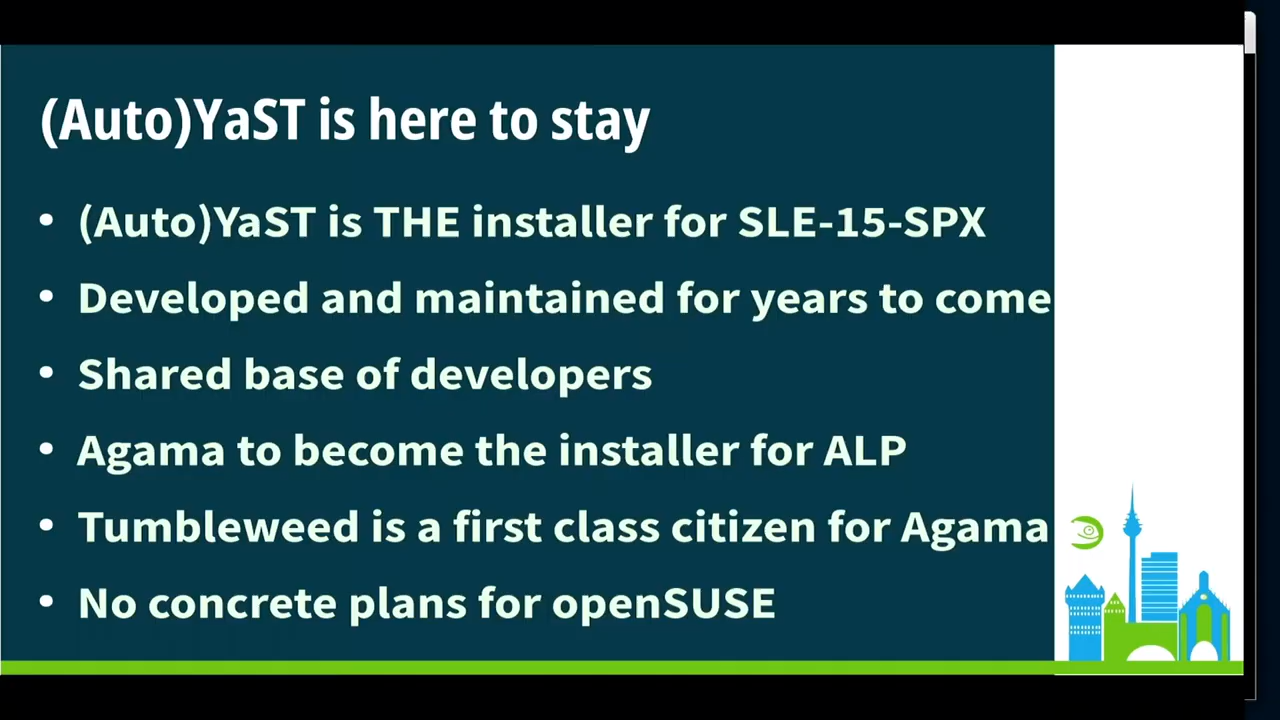 (Auto)YaST is here to stay
• (Auto)YaST is THE installer for SLE-15-SPX
• Developed and maintained for years to come
• Shared base of developers
• Agama to become the installer for ALP
• Tumbleweed is a first class citizen for Agama
• No concrete plans for openSUSE